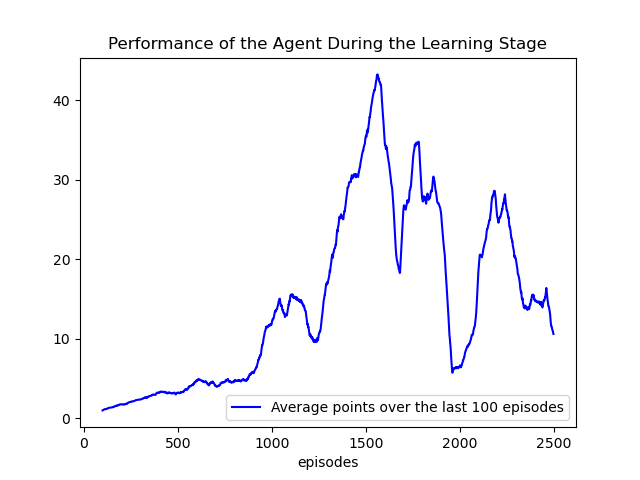 Performance of the Agent During the Learning Stage
40
30
20
10
0
Average points over the last 100 episodes
0 500 1000 1500 2000 2500
episodes